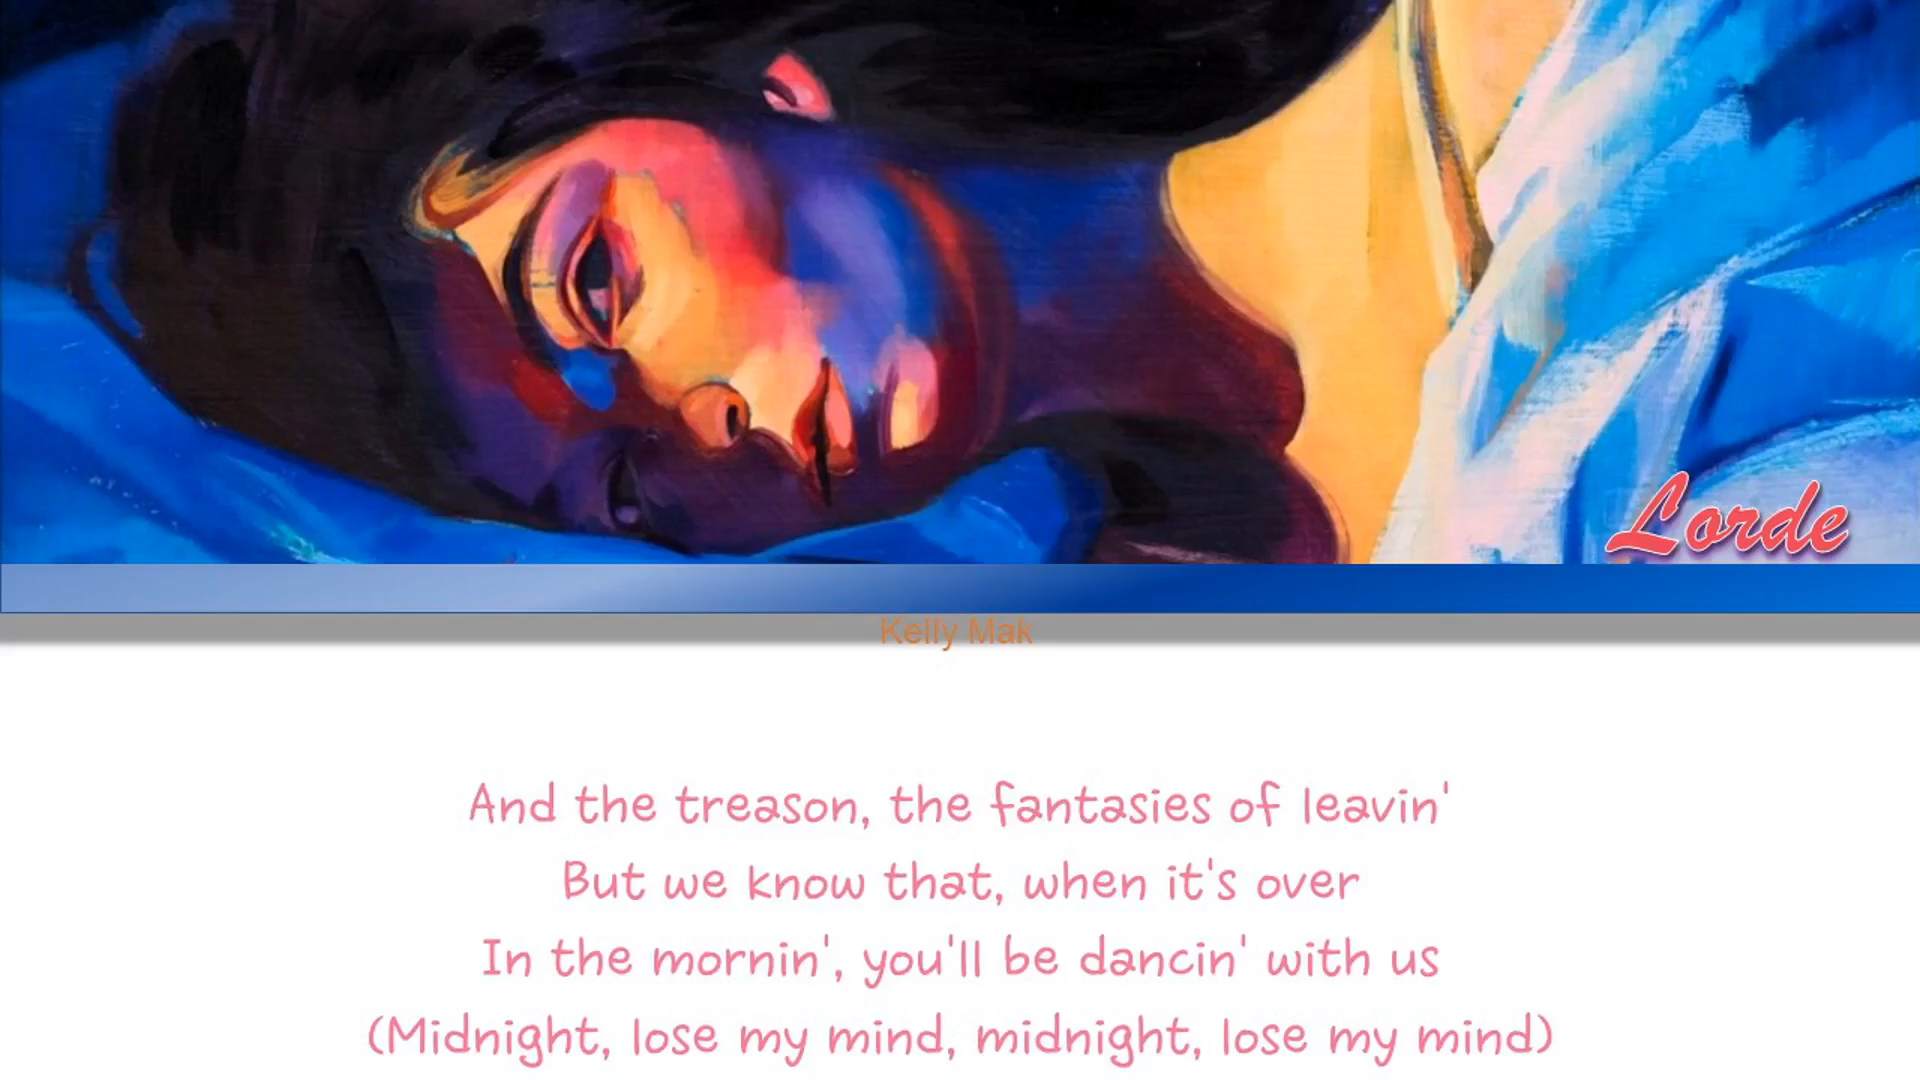 Lorde
Kelly Mak
And the treason, the fantasies of leavin'
But we know that, when it's over
In the mornin', you'll be dancin' with us
(Midnight, lose my mind, midnight, lose my mind)